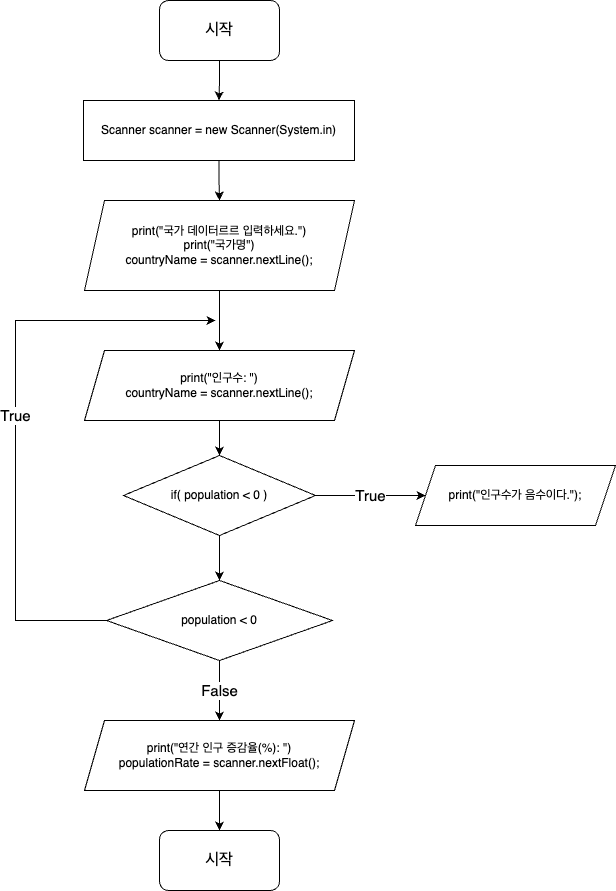 시작
Scanner scanner = new Scanner(System.in)
print("국가 데이터르르 입력하세요.")
print("국가명")
countryName = scanner.nextLine();
print("인구수: ")
countryName = scanner.nextLine();
True
if( population < 0 )
True
print("인구수가 음수이다.");
population < 0
False
print("연간 인구 증감율(%): ")
populationRate = scanner.nextFloat();
시작